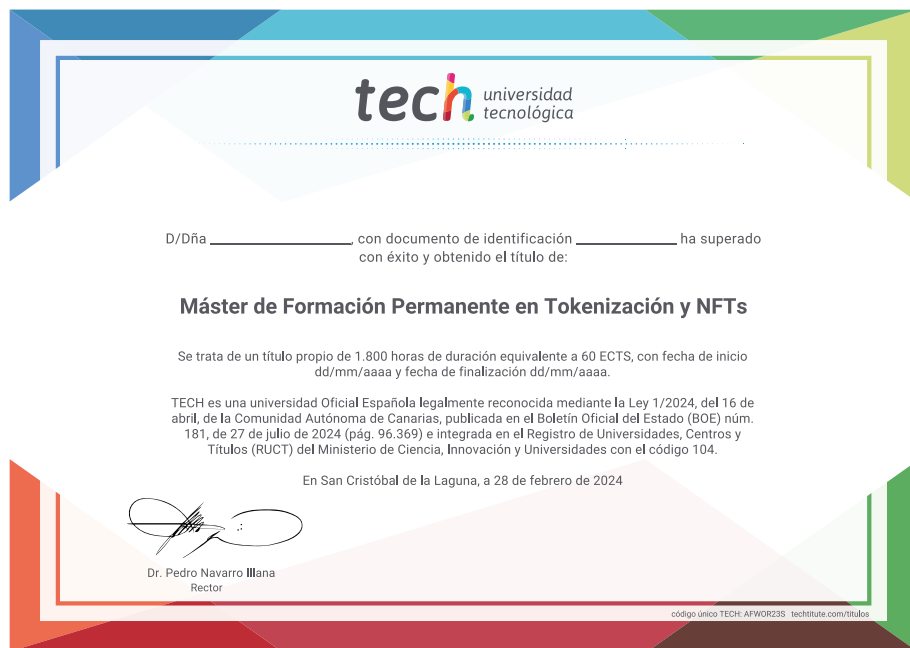 tech universidad
tecnológica
D/Dña ________________, con documento de identificación ____________ ha superado
con éxito y obtenido el título de:
Máster de Formación Permanente en Tokenización y NFTs
Se trata de un título propio de 1.800 horas de duración equivalente a 60 ECTS, con fecha de inicio
dd/mm/aaaa y fecha de finalización dd/mm/aaaa.
TECH es una universidad Oficial Española legalmente reconocida mediante la Ley 1/2024, del 16 de
abril, de la Comunidad Autónoma de Canarias, publicada en el Boletín Oficial del Estado (BOE) núm.
181, de 27 de julio de 2024 (pág. 96.369) e integrada en el Registro de Universidades, Centros y
Títulos (RUCT) del Ministerio de Ciencia, Innovación y Universidades con el código 104.
En San Cristóbal de la Laguna, a 28 de febrero de 2024
Dr. Pedro Navarro Illana
Rector
código único TECH: AFWOR23S techtitute.com/titulos